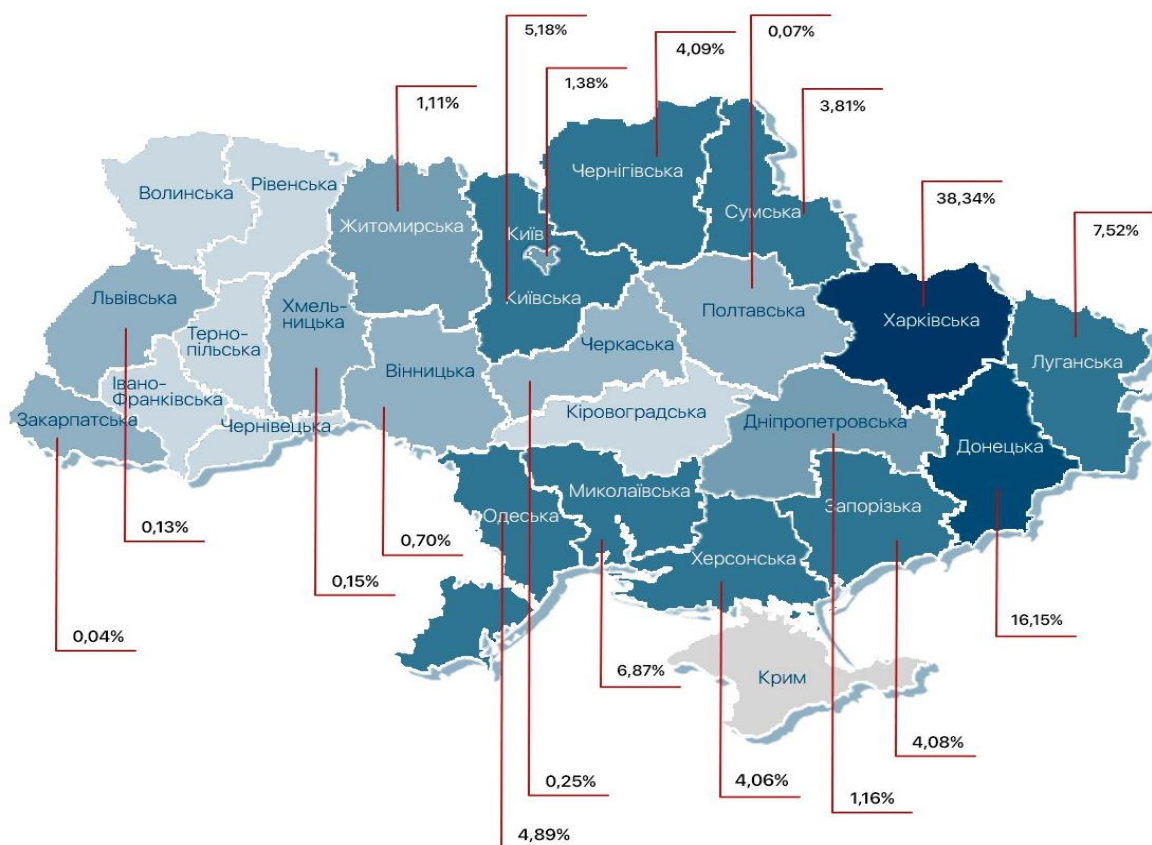 5,18%
4,09%
0,07%
1,11%
1,38%
3,81%
38,34%
7,52%
Волинська
Рівненська
Житомирська
Київ
Чернігівська
Сумська
Львівська
Хмель-
ницька
Київська
Полтавська
Харківська
Терно-
пільська
Вінницька
Черкаська
Луганська
Івано-
Франківська
Закарпатська
Чернівецька
Кіровоградська
Дніпропетровська
Донецька
Миколаївська
Одеська
Запорізька
Херсонська
0,13%
0,70%
0,15%
0,04%
16,15%
6,87%
Крим
4,08%
0,25%
4,06%
1,16%
4,89%